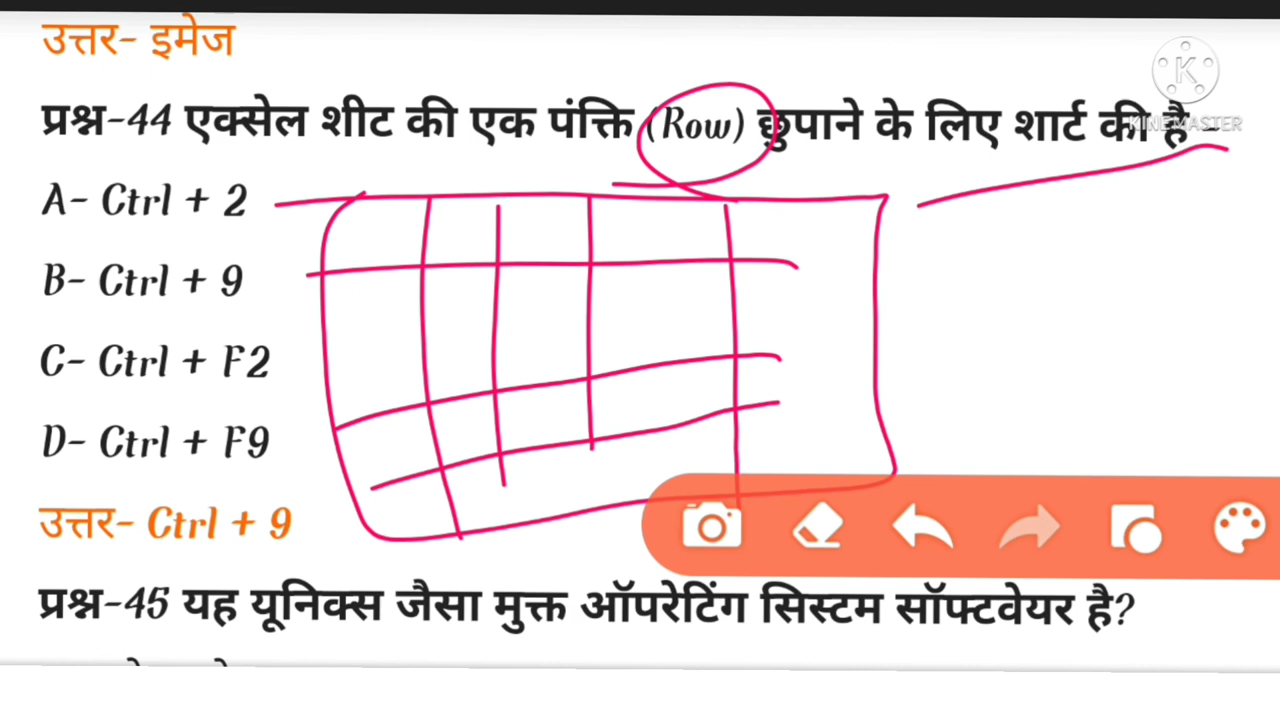 उत्तर- इमेज
प्रश्न-44 एक्सेल शीट की एक पंक्ति (Row) छुपाने के लिए शार्ट की है -
K
KINEMASTER
A- Ctrl + 2
B- Ctrl + 9
C- Ctrl + F2
D- Ctrl + F9
उत्तर- Ctrl + 9
प्रश्न-45 यह यूनिक्स जैसा मुक्त ऑपरेटिंग सिस्टम सॉफ्टवेयर है?